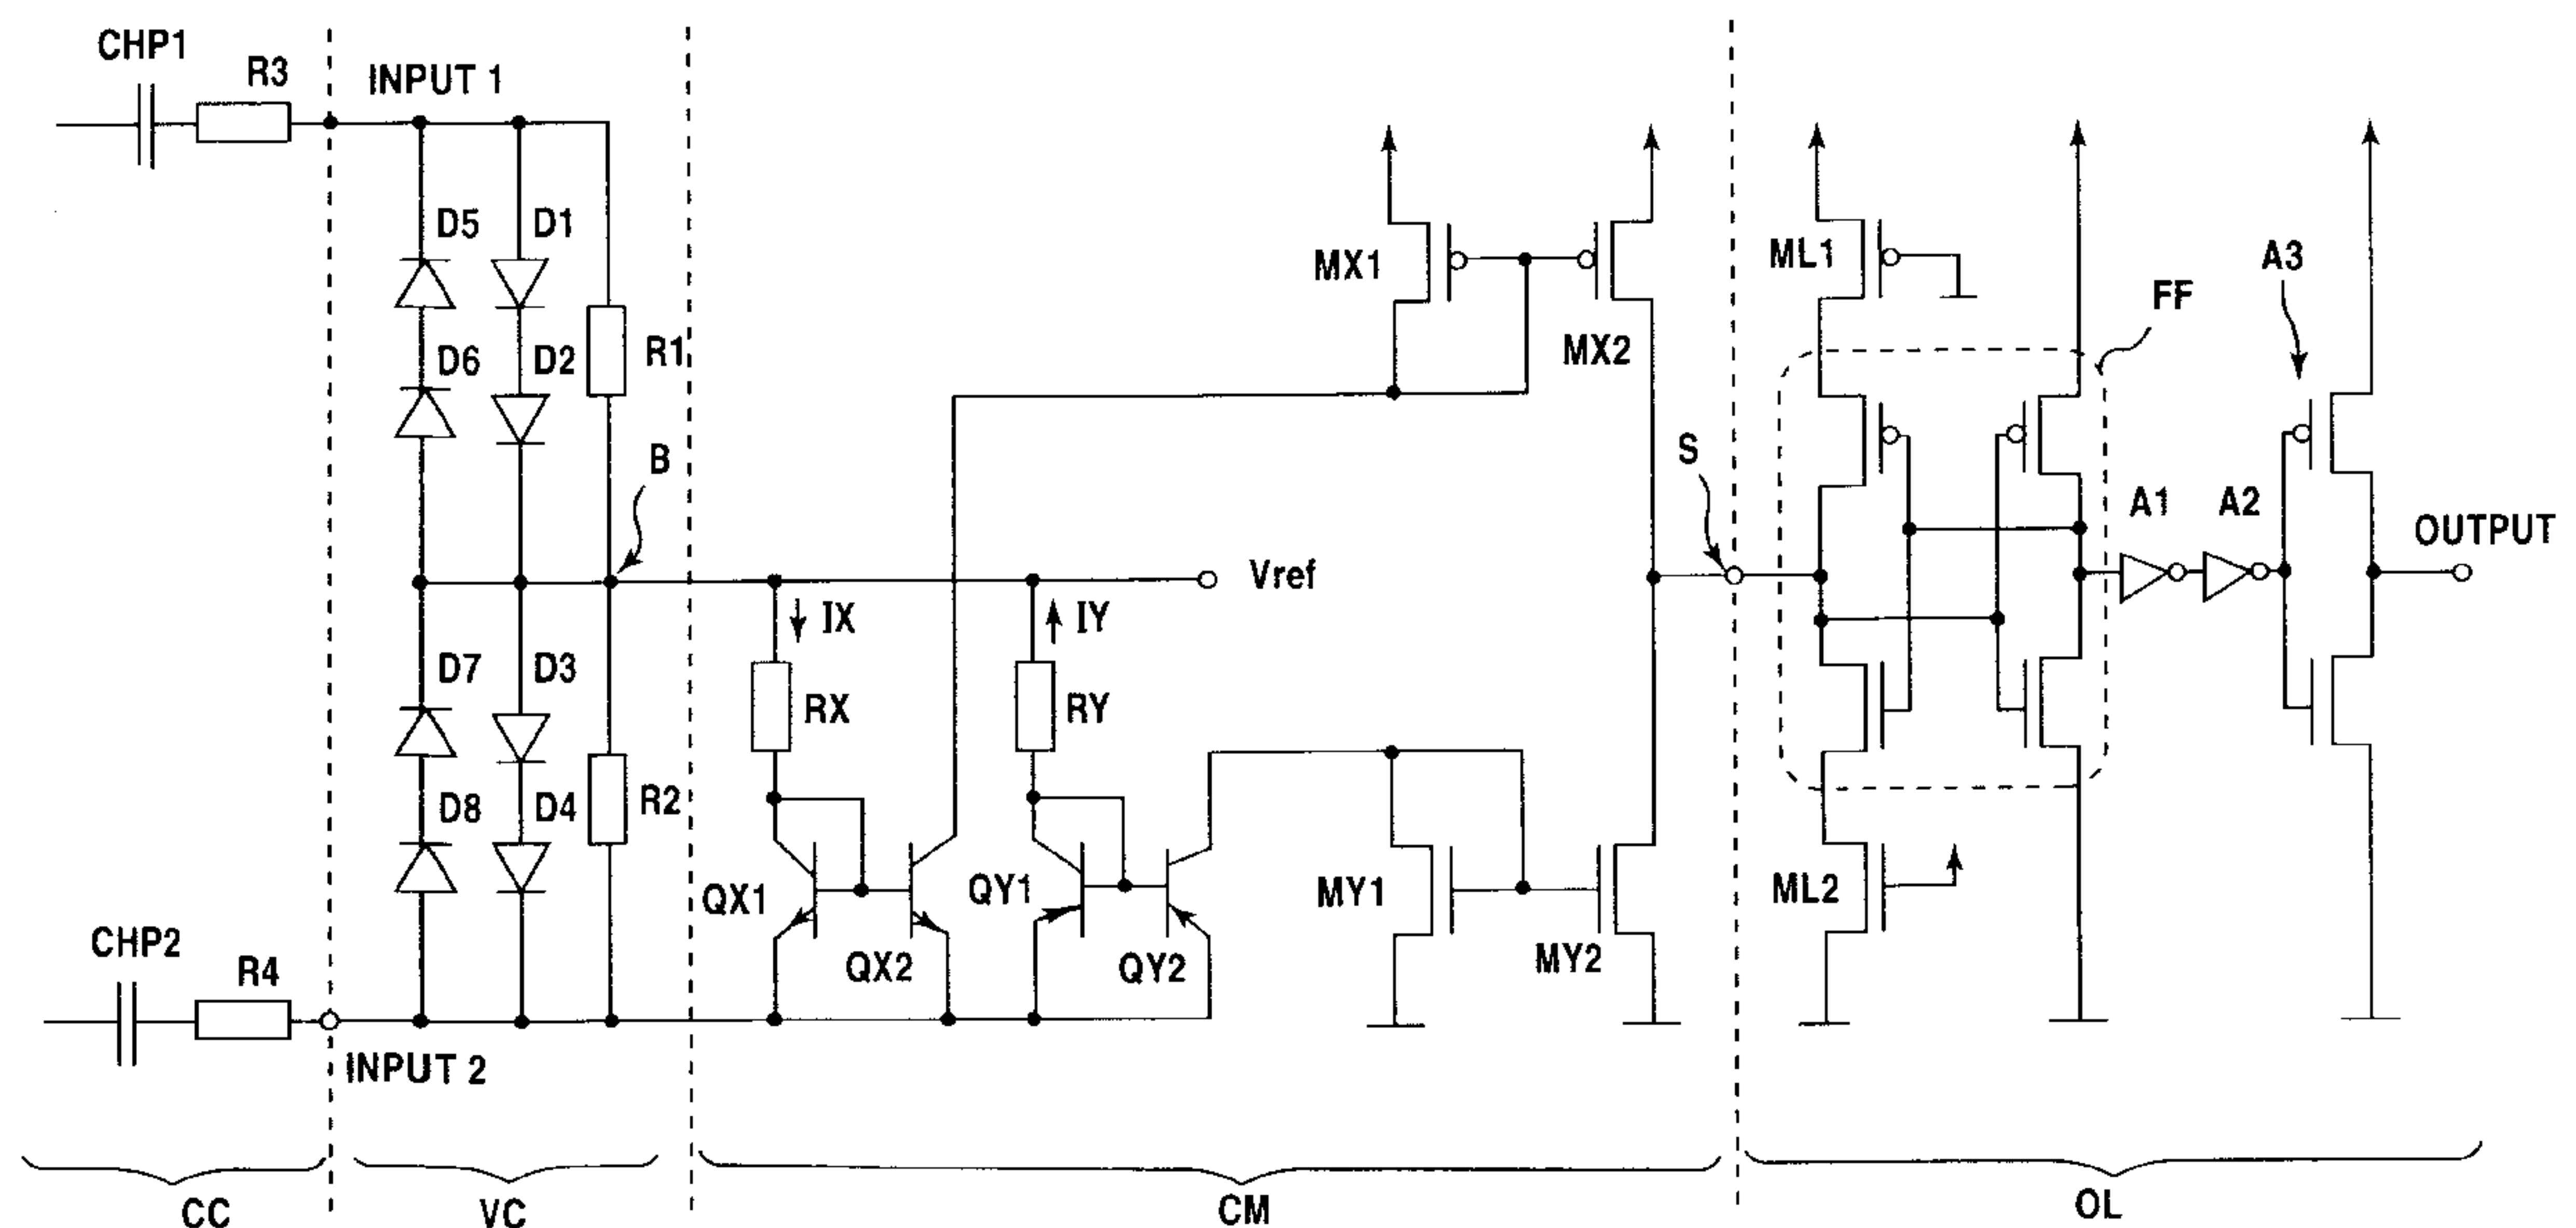 CHP1
R3
INPUT 1
D5
D1
D6
D2
R1
B
D7
D3
D8
D4
R2
CHP2
R4
INPUT 2
MX1
MX2
S
Vref
IX
IY
RX
RY
QX1
QX2
QY1
QY2
MY1
MY2
ML1
A3
FF
A1
A2
OUTPUT
ML2
CC
VC
CM
OL